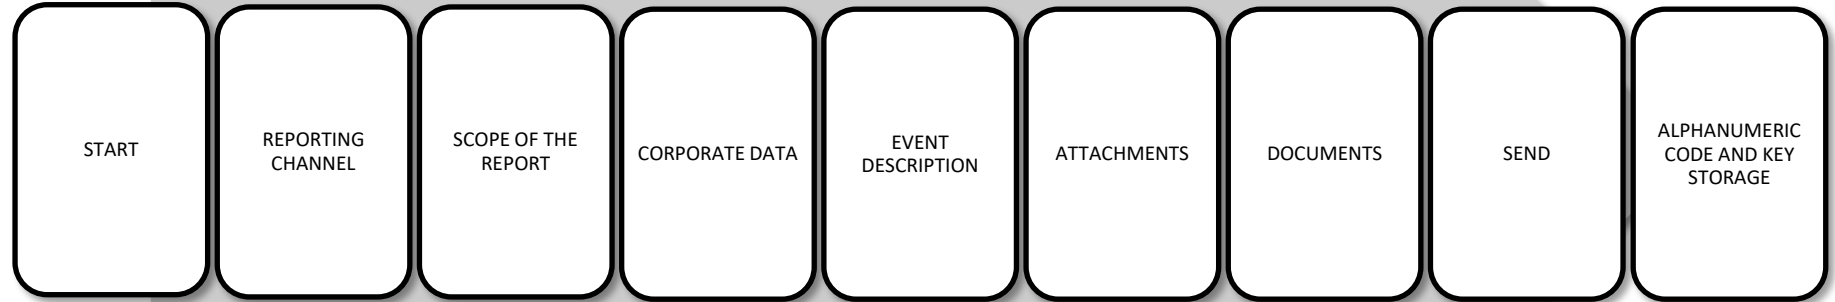 START
REPORTING
CHANNEL
SCOPE OF THE
REPORT
CORPORATE DATA
EVENT
DESCRIPTION
ATTACHMENTS
DOCUMENTS
SEND
ALPHANUMERIC
CODE AND KEY
STORAGE